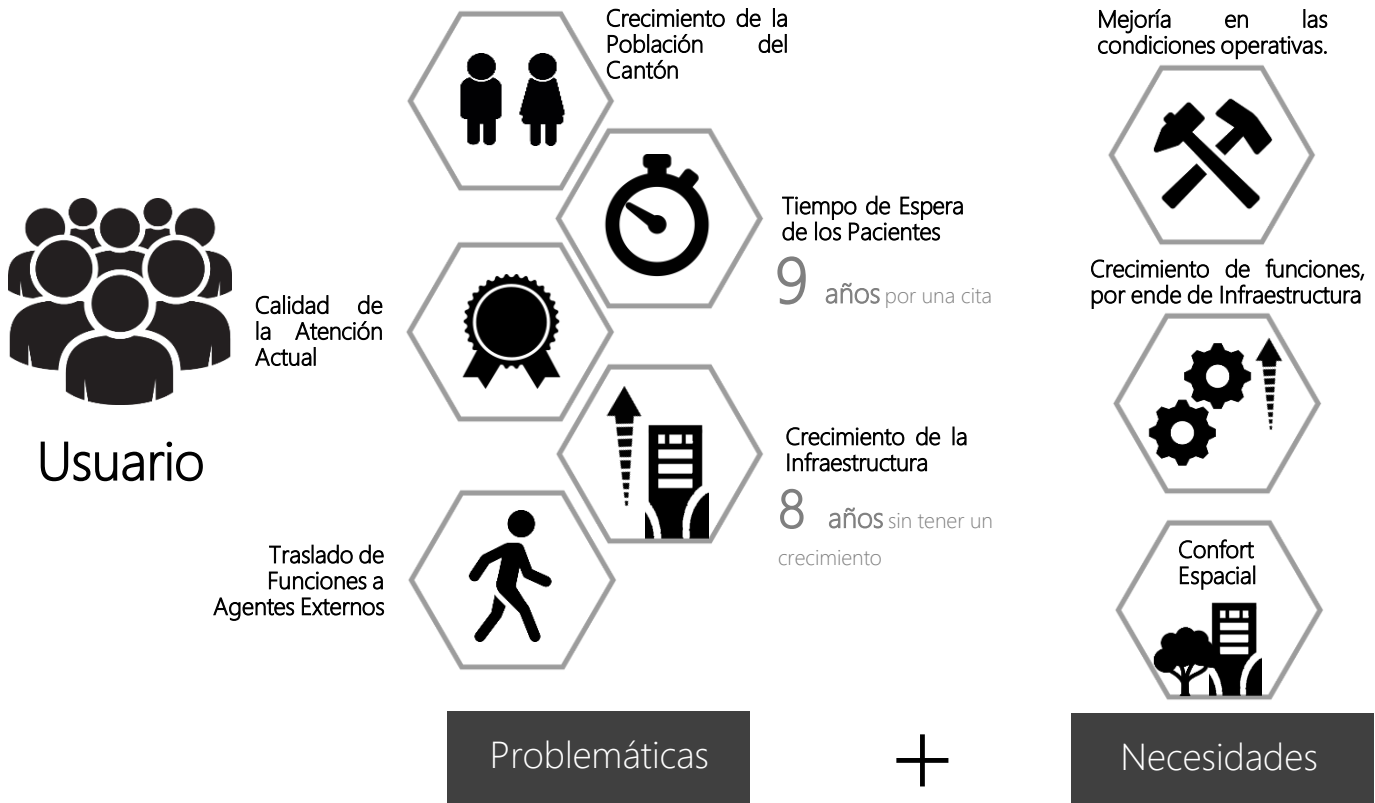 Crecimiento de la
Población del
Cantón
Tiempo de Espera
de los Pacientes
9 años por una cita
Calidad de
la Atención
Actual
Usuario
Crecimiento de la
Infraestructura
8 años sin tener un
crecimiento
Traslado de
Funciones a
Agentes Externos
Problemáticas
+
Mejoría en las
condiciones operativas.
Crecimiento de funciones,
por ende de Infraestructura
Confort
Espacial
Necesidades